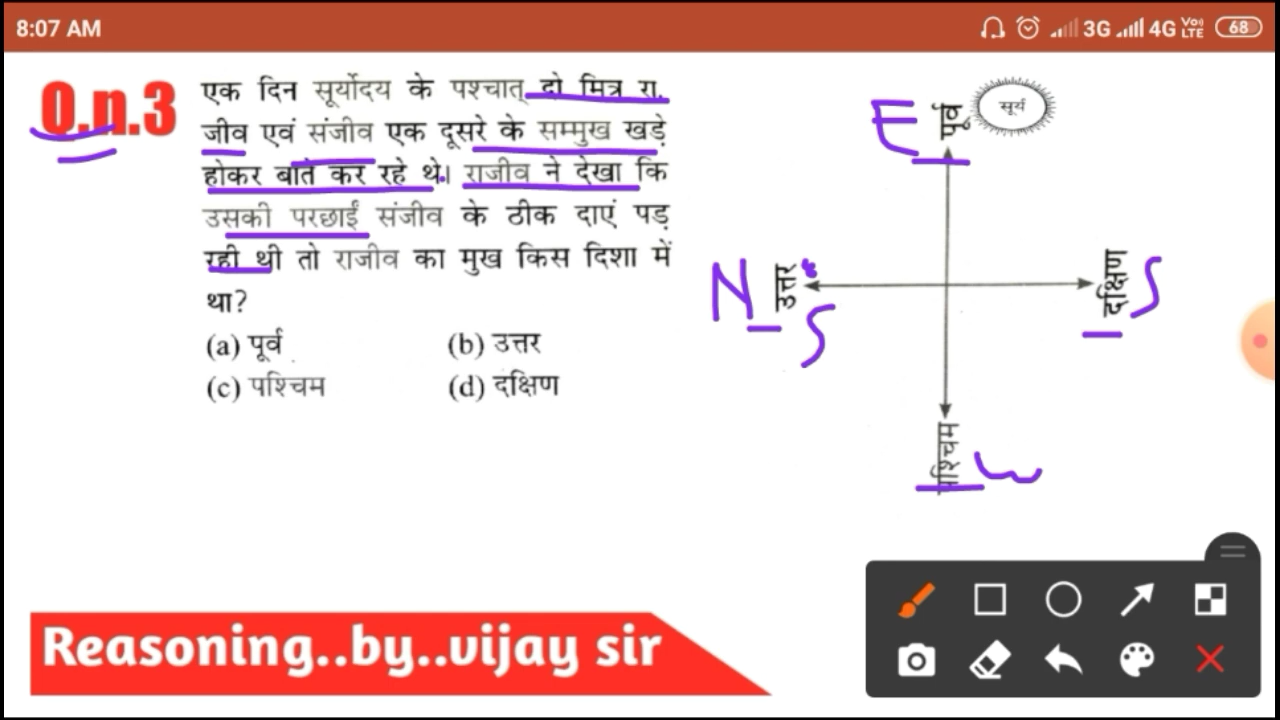 8:07 AM
3G 4G VoLTE 68
Q.n.3
एक दिन सूर्योदय के पश्चात् दो मित्र रा.
जीव एवं संजीव एक दूसरे के सम्मुख खड़े
होकर बातें कर रहे थे। राजीव ने देखा कि
उसकी परछाईं संजीव के ठीक दाएं पड़
रही थी तो राजीव का मुख किस दिशा में
था?
(a) पूर्व (b) उत्तर
(c) पश्चिम (d) दक्षिण
E पूर्व सूर्य
N उत्तर S दक्षिण S
पश्चिम W
Reasoning..by..vijay sir